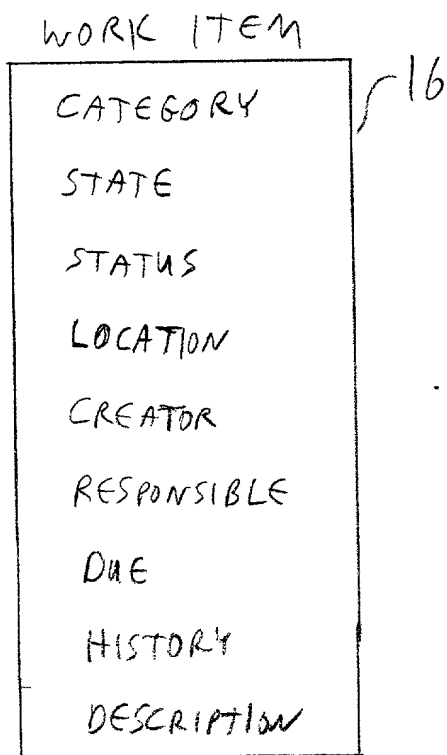 WORK ITEM
16
CATEGORY
STATE
STATUS
LOCATION
CREATOR
RESPONSIBLE
DUE
HISTORY
DESCRIPTION